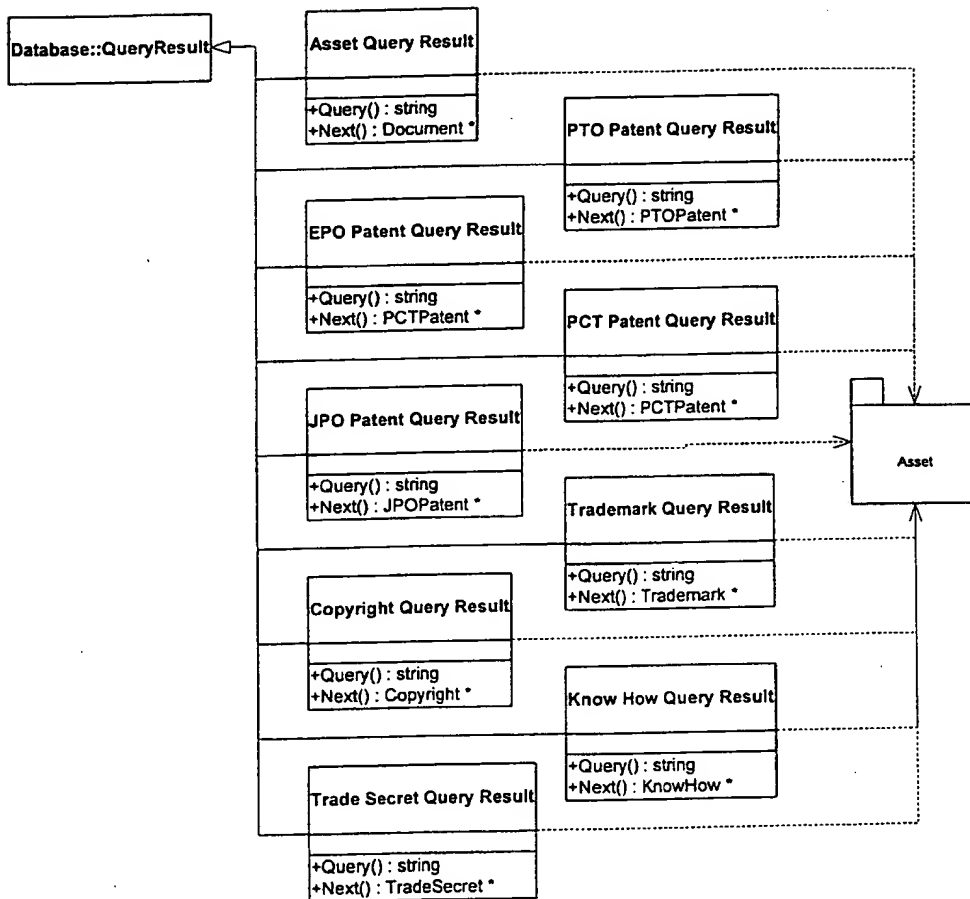 Database::QueryResult
Asset Query Result
+Query() : string
+Next() : Document *
PTO Patent Query Result
+Query() : string
+Next() : PTOPatent *
EPO Patent Query Result
+Query() : string
+Next() : PCTPatent *
PCT Patent Query Result
+Query() : string
+Next() : PCTPatent *
JPO Patent Query Result
+Query() : string
+Next() : JPOPatent *
Asset
Trademark Query Result
+Query() : string
+Next() : Trademark *
Copyright Query Result
+Query() : string
+Next() : Copyright *
Know How Query Result
+Query() : string
+Next() : KnowHow *
Trade Secret Query Result
+Query() : string
+Next() : TradeSecret *